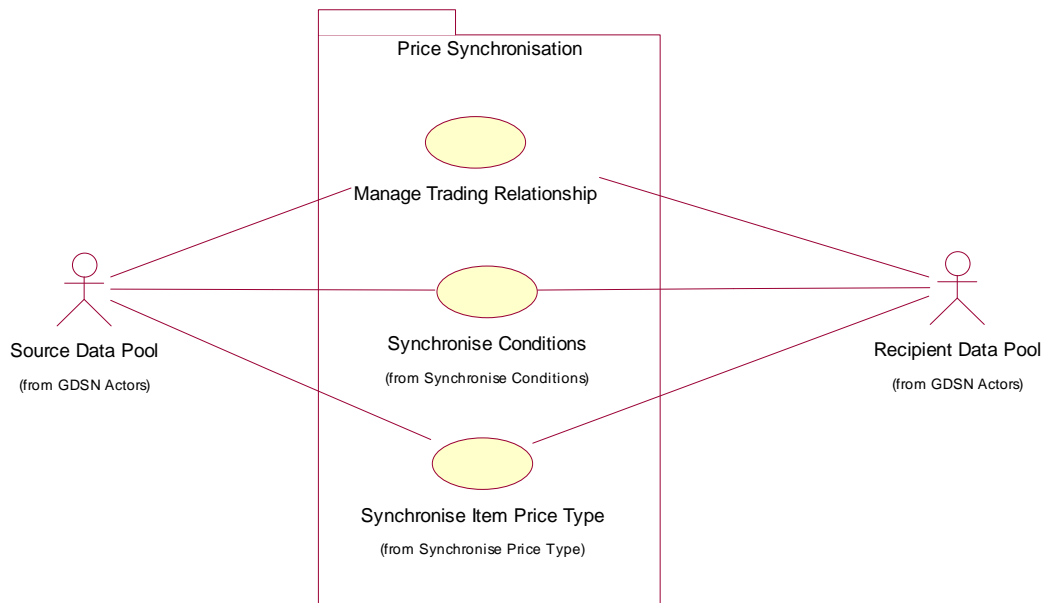 Price Synchronisation
Manage Trading Relationship
Source Data Pool
(from GDSN Actors)
Synchronise Conditions
(from Synchronise Conditions)
Recipient Data Pool
(from GDSN Actors)
Synchronise Item Price Type
(from Synchronise Price Type)